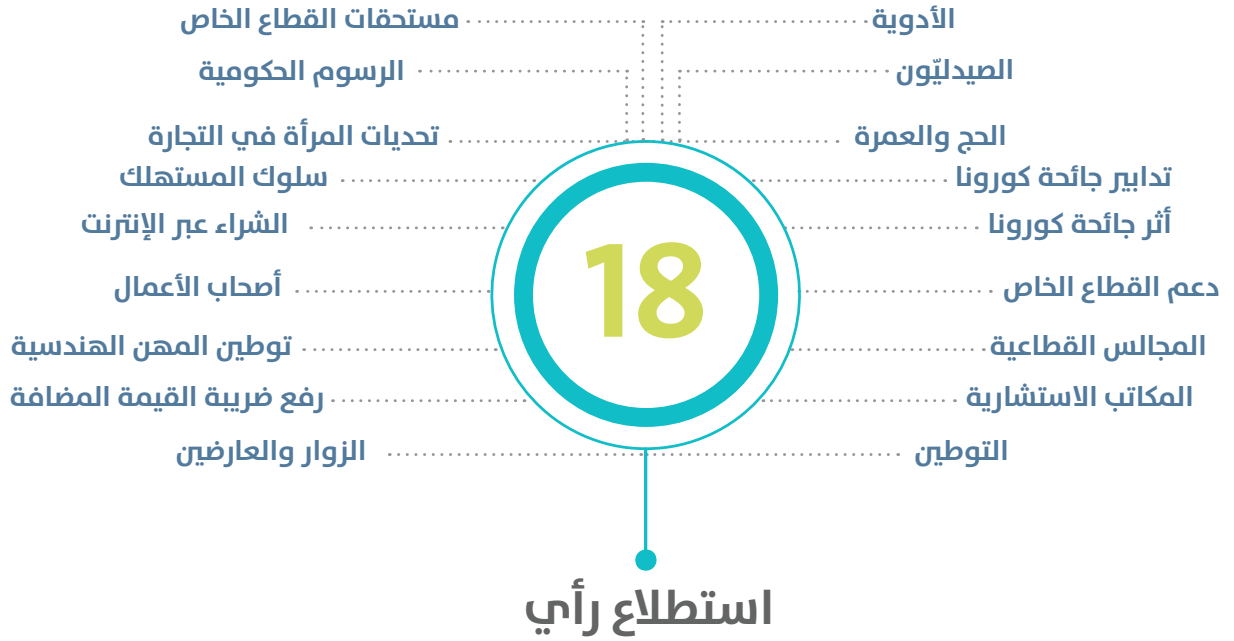 الأدوية
مستحقات القطاع الخاص
الصيدليّون
الرسوم الحكومية
الحج والعمرة
تحديات المرأة في التجارة
تدابير جائحة كورونا
سلوك المستهلك
أثر جائحة كورونا
الشراء عبر الإنترنت
18
دعم القطاع الخاص
أصحاب الأعمال
المجالس القطاعية
توطين المهن الهندسية
المكاتب الاستشارية
رفع ضريبة القيمة المضافة
التوطين
الزوار والعارضين
استطلاع رأي